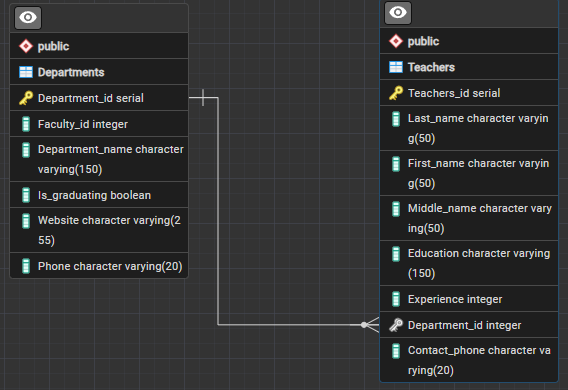 public
Departments
Department_id serial
Faculty_id integer
Department_name character
varying(150)
Is_graduating boolean
Website character varying(2
55)
Phone character varying(20)
public
Teachers
Teachers_id serial
Last_name character varyin
g(50)
First_name character varyin
g(50)
Middle_name character vary
ing(50)
Education character varying
(150)
Experience integer
Department_id integer
Contact_phone character va
rying(20)